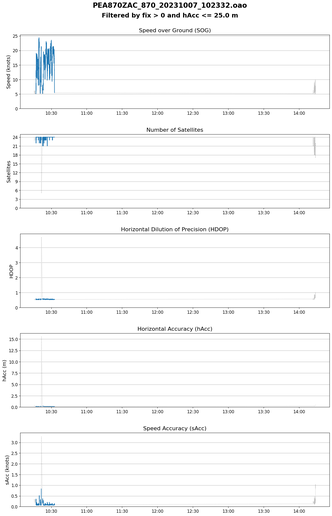 PEA870ZAC_870_20231007_102332.oao
Filtered by fix > 0 and hAcc <= 25.0 m
Speed over Ground (SOG)
Speed (knots)
25
20
15
10
5
0
10:30 11:00 11:30 12:00 12:30 13:00 13:30 14:00
Number of Satellites
Satellites
24
21
18
15
12
9
6
3
0
10:30 11:00 11:30 12:00 12:30 13:00 13:30 14:00
Horizontal Dilution of Precision (HDOP)
HDOP
4
3
2
1
0
10:30 11:00 11:30 12:00 12:30 13:00 13:30 14:00
Horizontal Accuracy (hAcc)
hAcc (m)
15.0
12.5
10.0
7.5
5.0
2.5
0.0
10:30 11:00 11:30 12:00 12:30 13:00 13:30 14:00
Speed Accuracy (sAcc)
sAcc (knots)
3.0
2.5
2.0
1.5
1.0
0.5
0.0
10:30 11:00 11:30 12:00 12:30 13:00 13:30 14:00